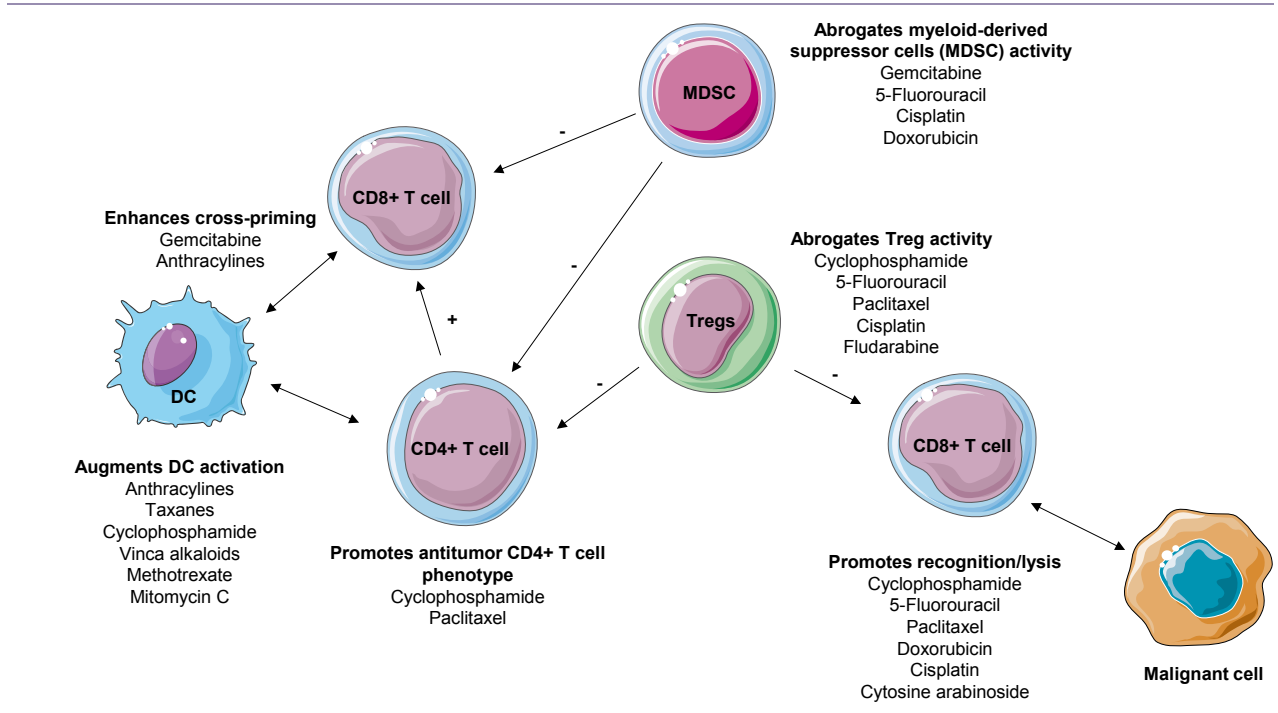 Abrogates myeloid-derived
suppressor cells (MDSC) activity
Gemcitabine
5-Fluorouracil
Cisplatin
Doxorubicin
MDSC
-
CD8+ T cell
Enhances cross-priming
Gemcitabine
Anthracylines
-
Abrogates Treg activity
Cyclophosphamide
5-Fluorouracil
Paclitaxel
Cisplatin
Fludarabine
Tregs
+
DC
-
-
CD4+ T cell
CD8+ T cell
Augments DC activation
Anthracylines
Taxanes
Cyclophosphamide
Vinca alkaloids
Methotrexate
Mitomycin C
Promotes antitumor CD4+ T cell
phenotype
Cyclophosphamide
Paclitaxel
Promotes recognition/lysis
Cyclophosphamide
5-Fluorouracil
Paclitaxel
Doxorubicin
Cisplatin
Cytosine arabinoside
Malignant cell